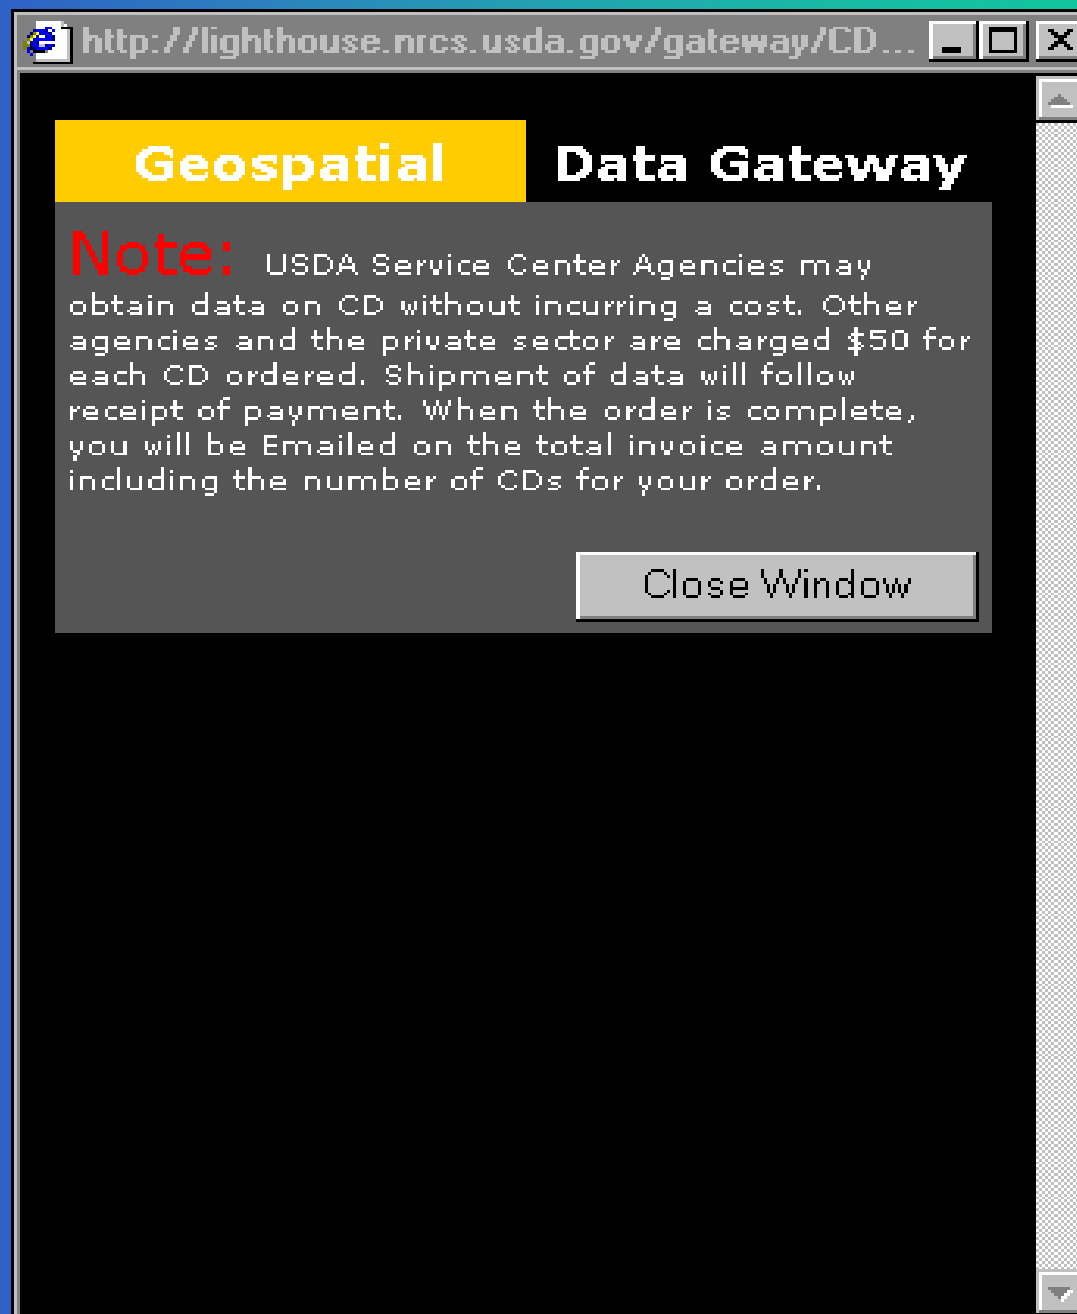 http://lighthouse.nrcs.usda.gov/gateway/CD...
Geospatial Data Gateway
Note: USDA Service Center Agencies may
obtain data on CD without incurring a cost. Other
agencies and the private sector are charged $50 for
each CD ordered. Shipment of data will follow
receipt of payment. When the order is complete,
you will be Emailed on the total invoice amount
including the number of CDs for your order.
Close Window